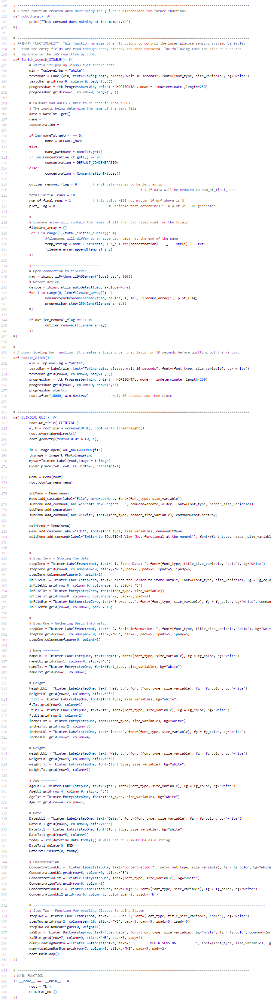 185
186 # --------------------------------------------------------------------------------------------------------------------
187 # A temp function created when developing the gui as a placeholder for future functions
188 def doNothing(): #{
189 print("This command does nothing at the moment.\n")
190 #}
191
192 # ====================================================================================================================
193 # PRIMARY FUNCTIONALITY. This function manages other functions to control the laser glucose sensing system. Variables
194 # from the entry fields are read through here, stored, and then executed. The following code can also be executed
195 # separate in the zaS_rewritten.py code.
196 def Zurich_asynch_SINGLE(): #{
197 # initialize pop-up window that tracks data
198 win = Toplevel(bg = "white")
199 textoBar = Label(win, text="Taking data, please, wait 10 seconds", font=(font_type, size_variable), bg="white")
200 textoBar.grid(row=0, column=0, pady=(5,5))
201 progressbar = ttk.Progressbar(win, orient = HORIZONTAL, mode = 'indeterminate',length=250)
202 progressbar.grid(row=1, column=0, pady=(5,5))
203
204 # PRIMARY VARIABLES (later to be read in from a GUI
205 # The inputs below determine the name of the text file
206 date = DateTxt1.get()
207 name = ''
208 concentration = ''
209
210 if len(nameTxt.get()) == 0:
211 name = DEFAULT_NAME
212 else:
213 name_pathname = nameTxt.get()
214 if len(ConcentrationTxt.get()) == 0:
215 concentration = DEFAULT_CONCENTRATION
216 else:
217 concentration = ConcentrationTxt.get()
218
219 outlier_removal_flag = 0 # 0 if data wishes to be left as is
220 # 1 if data will be reduced to num_of_final_runs
221 total_initial_runs = 10
222 num_of_final_runs = 1 # this value will not matter if orf above is 0
223 plot_flag = 0 # variable that determines if a plot will be generated
224
225 #----------------------------------
226 #filename_array will contain the names of all the .txt files used for the trials
227 filename_array = []
228 for i in range(1,(total_initial_runs+1)): #{
229 #filenames will differ by an appended number at the end of the name
230 temp_string = name + str(date) + '_' + str(concentration) + '_' + str(i) + '.txt'
231 filename_array.append(temp_string)
232 #}
233
234 #----------------------------------
235 # Open connection to ziServer
236 daq = zhinst.ziPython.ziDAQServer('localhost', 8005)
237 # Detect device
238 device = zhinst.utils.autoDetect(daq, exclude=None)
239 for i in range(0, len(filename_array)): #{
240 measureSynchronousFeedback(daq, device, 1, 1e5, filename_array[i], plot_flag)
241 progressbar.step(250/len(filename_array))
242 #}
243
244 if outlier_removal_flag == 1: #{
245 outlier_removal(filename_array)
246 #}
247 #}
248
249 # --------------------------------------------------------------------------------------------------------------------
250 # A dummy loading bar function. It creates a loading bar that lasts for 10 seconds before quitting out the window.
251 def handle_click():
252 win = Toplevel(bg = "white")
253 textoBar = Label(win, text="Taking data, please, wait 10 seconds", font=(font_type, size_variable), bg="white")
254 textoBar.grid(row=0, column=0, pady=(5,5))
255 progressbar = ttk.Progressbar(win, orient = HORIZONTAL, mode = 'indeterminate',length=250)
256 progressbar.grid(row=1, column=0, pady=(5,5))
257 progressbar.start()
258 root.after(10000, win.destroy) # wait 10 seconds and then close
259
260
261 # ====================================================================================================================
262 def CLINICAL_GUI(): #{
263 root.wm_title('CLINICAL')
264 w, h = root.winfo_screenwidth(), root.winfo_screenheight()
265 root.overrideredirect(1)
266 root.geometry("%dx%d+0+0" % (w, h))
267
268 im = Image.open('GUI_BACKGROUND.gif')
269 tkimage = ImageTk.PhotoImage(im)
270 myvar=Tkinter.Label(root,image = tkimage)
271 myvar.place(x=0, y=0, relwidth=1, relheight=1)
272
273 menu = Menu(root)
274 root.config(menu=menu)
275
276 subMenu = Menu(menu)
277 menu.add_cascade(label="File", menu=subMenu, font=(font_type, size_variable))
278 subMenu.add_command(label="Create New Project...", command=create_folder, font=(font_type, header_size_variable))
279 subMenu.add_separator()
280 subMenu.add_command(label="Exit", font=(font_type, header_size_variable), command=root.destroy)
281
282 editMenu = Menu(menu)
283 menu.add_cascade(label="Edit", font=(font_type, size_variable), menu=editMenu)
284 editMenu.add_command(label="Switch to SOLUTIONS View (Not functional at the moment)", font=(font_type, header_size_variabl
285
286
287 # --------------------------------------------------------------------------------------------------------------------
288 # Step Zero - Storing the data
289 stepZero = Tkinter.LabelFrame(root, text=" 1. Store Data: ", font=(font_type, title_size_variable, "bold"), bg="white")
290 stepZero.grid(row=0, columnspan=10, sticky='WE', padx=5, pady=5, ipadx=5, ipady=5)
291 stepZero.columnconfigure(0, weight=1)
292 inFileLbl = Tkinter.Label(stepZero, text="Select the Folder to Store Data:", font=(font_type, size_variable), fg = fg_colo
293 inFileLbl.grid(row=0, column=0, columnspan=2, sticky='E')
294 inFileTxt = Tkinter.Entry(stepZero, font=(font_type, size_variable))
295 inFileTxt.grid(row=0, column=3, columnspan=2, padx=5, pady=2)
296 inFileBtn = Tkinter.Button(stepZero, text="Browse ...", font=(font_type, size_variable), fg = fg_color, bg="white", comman
297 inFileBtn.grid(row=0, column=5, padx = 10)
298
299 # --------------------------------------------------------------------------------------------------------------------
300 # Step One - Gathering Basic Information
301 stepOne = Tkinter.LabelFrame(root, text=" 2. Basic Information: ", font=(font_type, title_size_variable, "bold"), bg="whit
302 stepOne.grid(row=1, columnspan=10, sticky='WE', padx=5, pady=5, ipadx=5, ipady=5)
303 stepOne.columnconfigure(0, weight=1)
304
305 # Name --------
306 nameLbl = Tkinter.Label(stepOne, text="Name:", font=(font_type, size_variable), fg = fg_color, bg="white")
307 nameLbl.grid(row=1, column=0, sticky='E')
308 nameTxt = Tkinter.Entry(stepOne, font=(font_type, size_variable), bg="white")
309 nameTxt.grid(row=1, column=1)
310
311 # Height --------
312 heightLbl = Tkinter.Label(stepOne, text="Height:", font=(font_type, size_variable), fg = fg_color, bg="white")
313 heightLbl.grid(row=2, column=0, sticky='E')
314 ftTxt = Tkinter.Entry(stepOne, font=(font_type, size_variable), bg="white")
315 ftTxt.grid(row=2, column=1)
316 ftLbl = Tkinter.Label(stepOne, text="ft", font=(font_type, size_variable), fg = fg_color, bg="white")
317 ftLbl.grid(row=2, column=2)
318 inchesTxt = Tkinter.Entry(stepOne, font=(font_type, size_variable), bg="white")
319 inchesTxt.grid(row=2, column=3)
320 inchesLbl = Tkinter.Label(stepOne, text="inches", font=(font_type, size_variable), fg = fg_color, bg="white")
321 inchesLbl.grid(row=2, column=4)
322
323 # Weight --------
324 weightLbl = Tkinter.Label(stepOne, text="Weight:", font=(font_type, size_variable), fg = fg_color, bg="white")
325 weightLbl.grid(row=3, column=0, sticky='E')
326 weightTxt = Tkinter.Entry(stepOne, font=(font_type, size_variable), bg="white")
327 weightTxt.grid(row=3, column=1)
328
329 # Age --------
330 AgeLbl = Tkinter.Label(stepOne, text="Age:", font=(font_type, size_variable), fg = fg_color, bg="white")
331 AgeLbl.grid(row=4, column=0, sticky='E')
332 AgeTxt = Tkinter.Entry(stepOne, font=(font_type, size_variable), bg="white")
333 AgeTxt.grid(row=4, column=1)
334
335 # Date --------
336 DateLbl1 = Tkinter.Label(stepOne, text="Date:", font=(font_type, size_variable), fg = fg_color, bg="white")
337 DateLbl1.grid(row=5, column=0, sticky='E')
338 DateTxt1 = Tkinter.Entry(stepOne, font=(font_type, size_variable), bg="white")
339 DateTxt1.grid(row=5, column=1)
340 today = str(datetime.date.today()) # will return YEAR-MO-DA as a string
341 DateTxt1.delete(0, END)
342 DateTxt1.insert(0, today)
343
344 # Concentration --------
345 ConcentrationLbl = Tkinter.Label(stepOne, text="Concentration:", font=(font_type, size_variable), fg = fg_color, bg="white
346 ConcentrationLbl.grid(row=6, column=0, sticky='E')
347 ConcentrationTxt = Tkinter.Entry(stepOne, font=(font_type, size_variable), bg="white")
348 ConcentrationTxt.grid(row=6, column=1)
349 ConcentrationLbl2 = Tkinter.Label(stepOne, text="mg/L", font=(font_type, size_variable), fg = fg_color, bg="white")
350 ConcentrationLbl2.grid(row=6, column=2, columnspan=2, sticky='W')
351
352 # --------------------------------------------------------------------------------------------------------------------
353 # Step Two - Function for enabling Glucose Senseing System
354 stepTwo = Tkinter.LabelFrame(root, text=" 3. Run: ", font=(font_type, title_size_variable, "bold"), bg="white")
355 stepTwo.grid(row=2, columnspan=10, sticky='WE', padx=5, pady=5, ipadx=5, ipady=5)
356 stepTwo.columnconfigure(0, weight=1)
357 zaSBtn = Tkinter.Button(stepTwo, text="Load Data", font=(font_type, size_variable), bg="white", fg = fg_color, command=Zur
358 zaSBtn.grid(row=7, column=0, sticky='WE', padx=5, pady=2)
359 dummyLoadingBarBtn = Tkinter.Button(stepTwo, text=" BEGIN SENSING ", font=(font_type, size_variable), fg
360 dummyLoadingBarBtn.grid(row=7, column=1, sticky='WE', padx=5, pady=2)
361 root.mainloop()
362 #}
363
364 # ====================================================================================================================
365 # MAIN FUNCTION
366 if __name__ == '__main__': #{
367 root = Tk()
368 CLINICAL_GUI()
369 #}